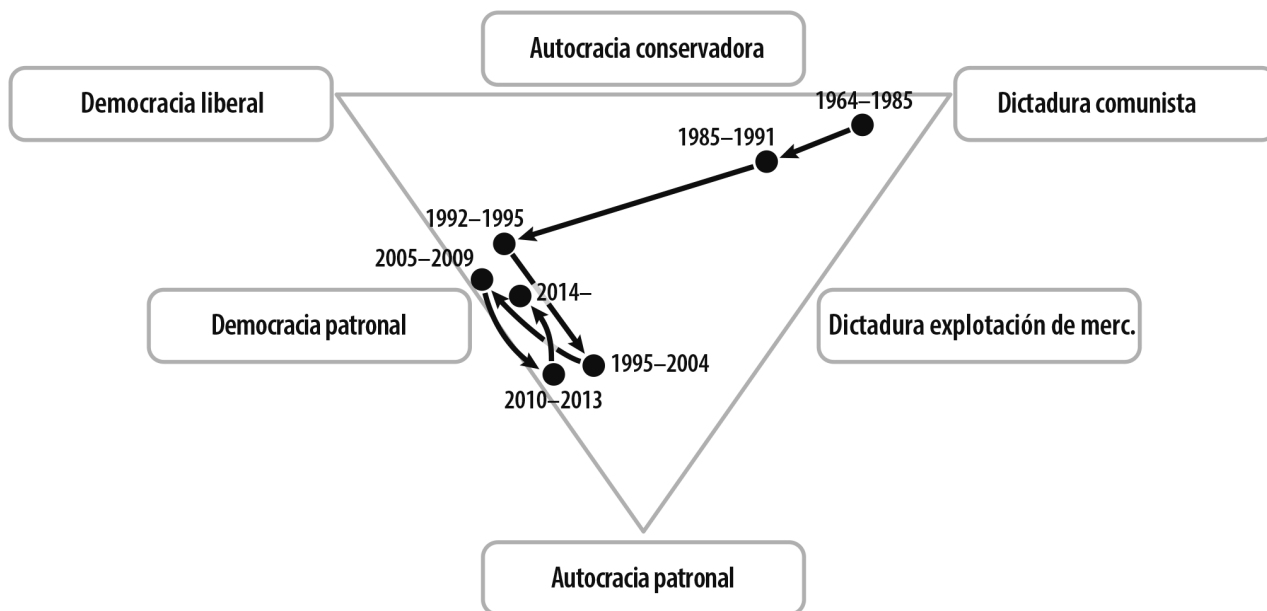 Autocracia conservadora
Democracia liberal
Dictadura comunista
1964–1985
1985–1991
1992–1995
2005–2009
2014–
Democracia patronal
Dictadura explotación de merc.
1995–2004
2010–2013
Autocracia patronal